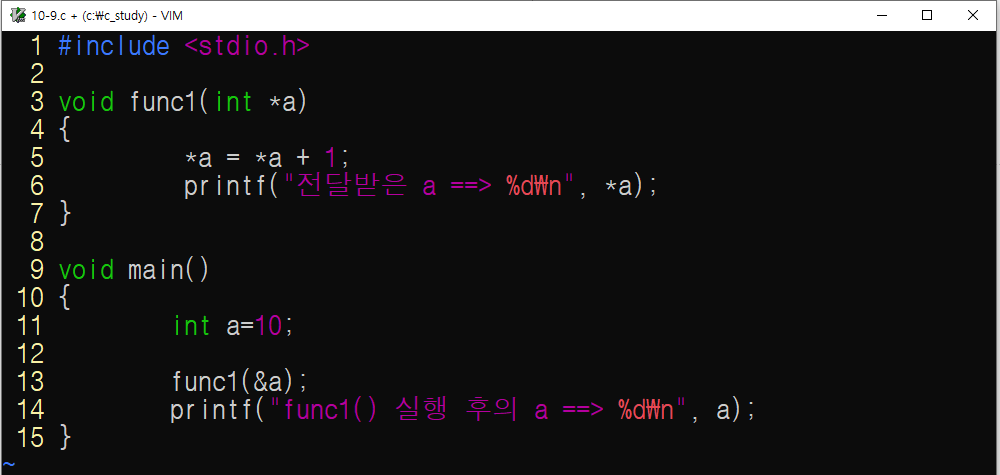 10-9.c + (c:₩c_study) - VIM
1 #include <stdio.h>
2
3 void func1(int *a)
4 {
5 *a = *a + 1;
6 printf("전달받은 a ==> %d₩n", *a);
7 }
8
9 void main()
10 {
11 int a=10;
12
13 func1(&a);
14 printf("func1() 실행 후의 a ==> %d₩n", a);
15 }
~